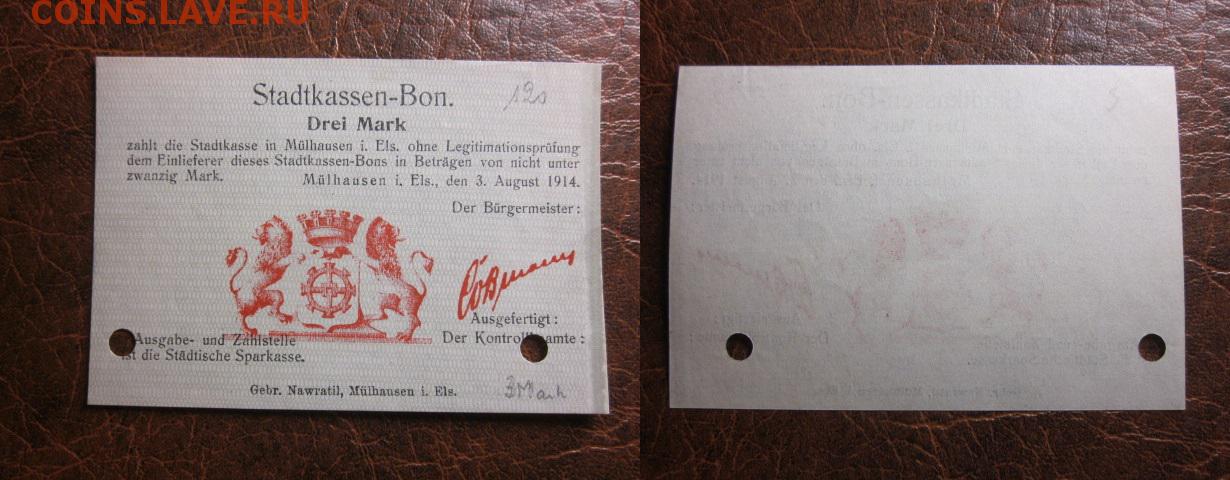 COINS.LAVE.RU
Stadtkassen-Bon.
120
Drei Mark
zahlt die Stadtkasse in Mülhausen i. Els. ohne Legitimationsprüfung
dem Einlieferer dieses Stadtkassen-Bons in Beträgen von nicht unter
zwanzig Mark. Mülhausen i. Els., den 3. August 1914.
Der Bürgermeister:
Ausgefertigt:
Ausgabe- und Zahlstelle
Der
ist die Städtische Sparkasse.
Gebr. Nawratil, Mülhausen i. Els.
3 Mark